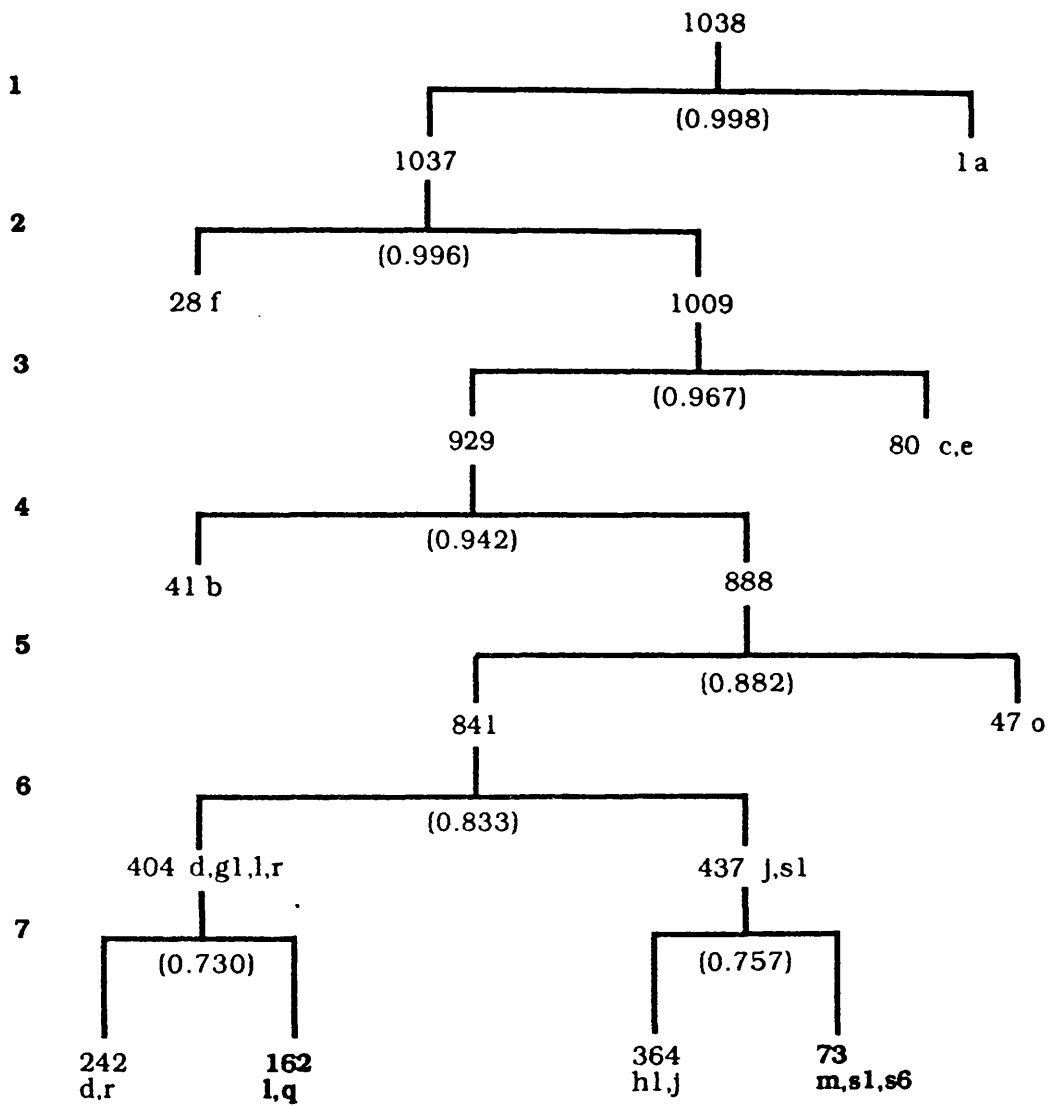 1038
1
(0.998)
1037
1 a
2
(0.996)
28 f
1009
3
(0.967)
929
80 c,e
4
(0.942)
41 b
888
5
(0.882)
841
47 o
6
(0.833)
404 d,g1,l,r
437 j,s1
7
(0.730)
(0.757)
242
d,r
162
l,q
364
h1,j
73
m,s1,s6